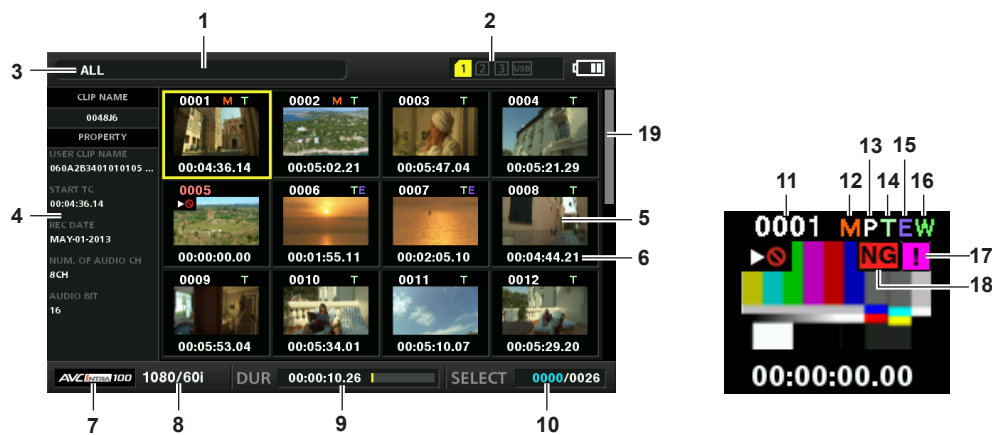 1
2
3
ALL
1 2 3 USB
CLIP NAME
0048J6
PROPERTY
USER CLIP NAME
060A2B3401010105 ...
START TC
00:04:36.14
REC DATE
MAY-01-2013
NUM. OF AUDIO CH
8CH
AUDIO BIT
16
4
0001 M T
00:04:36.14
0002 M T
00:05:02.21
0003 T
00:05:47.04
0004 T
00:05:21.29
19
0005
00:00:00.00
0006 TE
00:01:55.11
0007 TE
00:02:05.10
0008 T
00:04:44.21
5
6
0009 T
00:05:53.04
0010 T
00:05:34.01
0011 T
00:05:10.07
0012 T
00:05:29.20
AVC INTRA 100
1080/60i
DUR 00:00:10.26
SELECT 0000/0026
7
8
9
10
11
12
13
14
15
16
0001 MPTEW
NG !
17
18
00:00:00.00